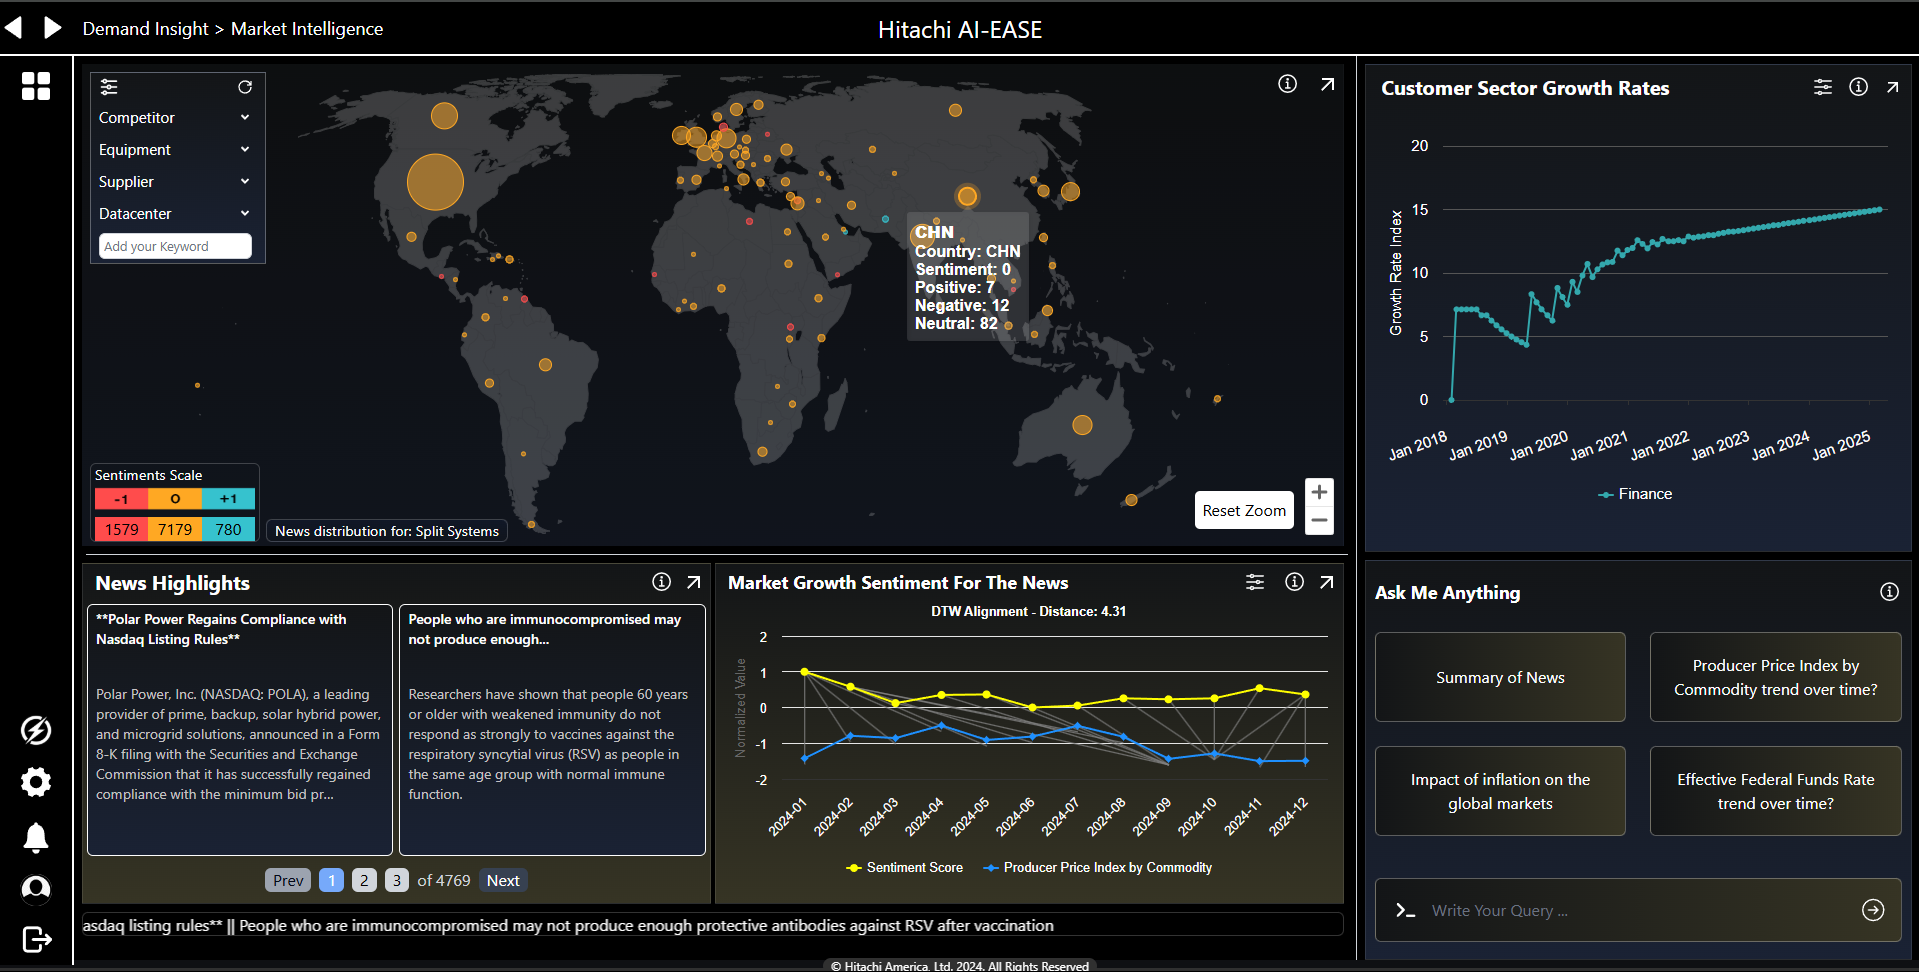 Demand Insight > Market Intelligence
Hitachi AI-EASE
Competitor
Equipment
Supplier
Datacenter
Add your Keyword
CHN
Country: CHN
Sentiment: 0
Positive: 7
Negative: 12
Neutral: 82
Sentiments Scale
-1 0 +1
1579 7179 780
News distribution for: Split Systems
Reset Zoom
+
−
Customer Sector Growth Rates
Growth Rate Index
20
15
10
5
0
Jan 2018 Jan 2019 Jan 2020 Jan 2021 Jan 2022 Jan 2023 Jan 2024 Jan 2025
Finance
News Highlights
**Polar Power Regains Compliance with
Nasdaq Listing Rules**
Polar Power, Inc. (NASDAQ: POLA), a leading
provider of prime, backup, solar hybrid power,
and microgrid solutions, announced in a Form
8-K filing with the Securities and Exchange
Commission that it has successfully regained
compliance with the minimum bid pr...
People who are immunocompromised may
not produce enough...
Researchers have shown that people 60 years
or older with weakened immunity do not
respond as strongly to vaccines against the
respiratory syncytial virus (RSV) as people in
the same age group with normal immune
function.
Prev 1 2 3 of 4769 Next
Market Growth Sentiment For The News
DTW Alignment - Distance: 4.31
Normalized Value
2
1
0
-1
-2
2024-01 2024-02 2024-03 2024-04 2024-05 2024-06 2024-07 2024-08 2024-09 2024-10 2024-11 2024-12
Sentiment Score Producer Price Index by Commodity
Ask Me Anything
Summary of News
Producer Price Index by
Commodity trend over time?
Impact of inflation on the
global markets
Effective Federal Funds Rate
trend over time?
Write Your Query ...
asdaq listing rules** || People who are immunocompromised may not produce enough protective antibodies against RSV after vaccination
© Hitachi America, Ltd. 2024. All Rights Reserved